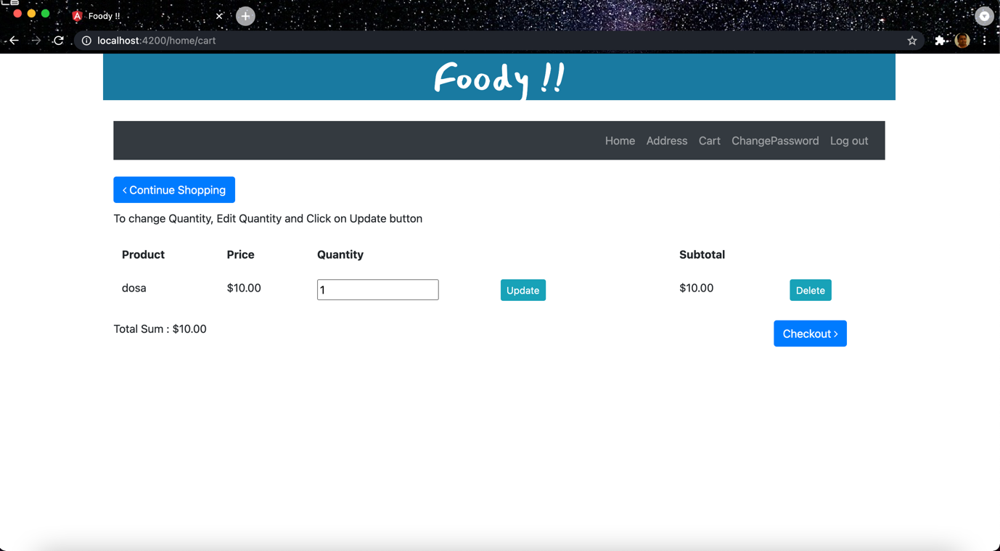 Foody !!
localhost:4200/home/cart
Foody !!
Home Address Cart ChangePassword Log out
‹ Continue Shopping
To change Quantity, Edit Quantity and Click on Update button
Product Price Quantity Subtotal
dosa $10.00 1 Update $10.00 Delete
Total Sum : $10.00 Checkout ›